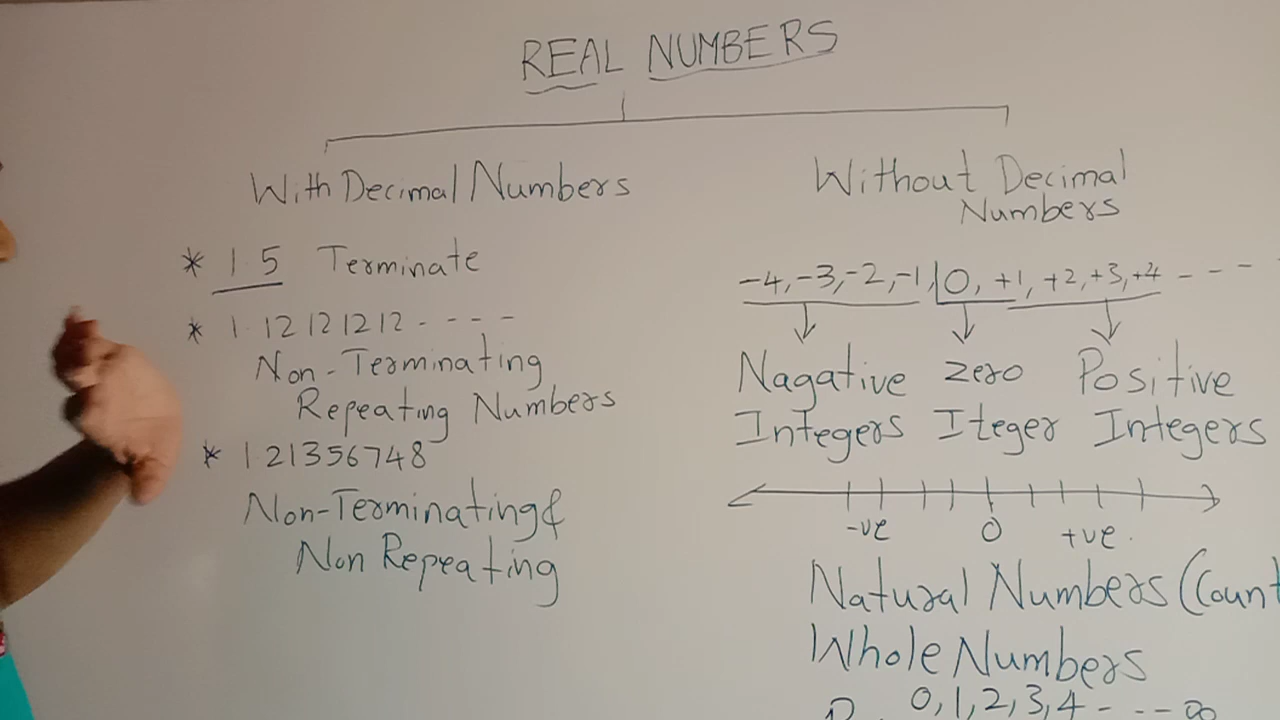 REAL NUMBERS
With Decimal Numbers
* 1.5 Terminate
* 1.12121212----
Non-Terminating
Repeating Numbers
* 1.21356748
Non-Terminating &
Non Repeating
Without Decimal
Numbers
-4,-3,-2,-1,0,+1,+2,+3,+4 - - -
Nagative zero Positive
Integers Iteger Integers
-ve 0 +ve
Natural Numbers (Count
Whole Numbers
0,1,2,3,4- - - -∞